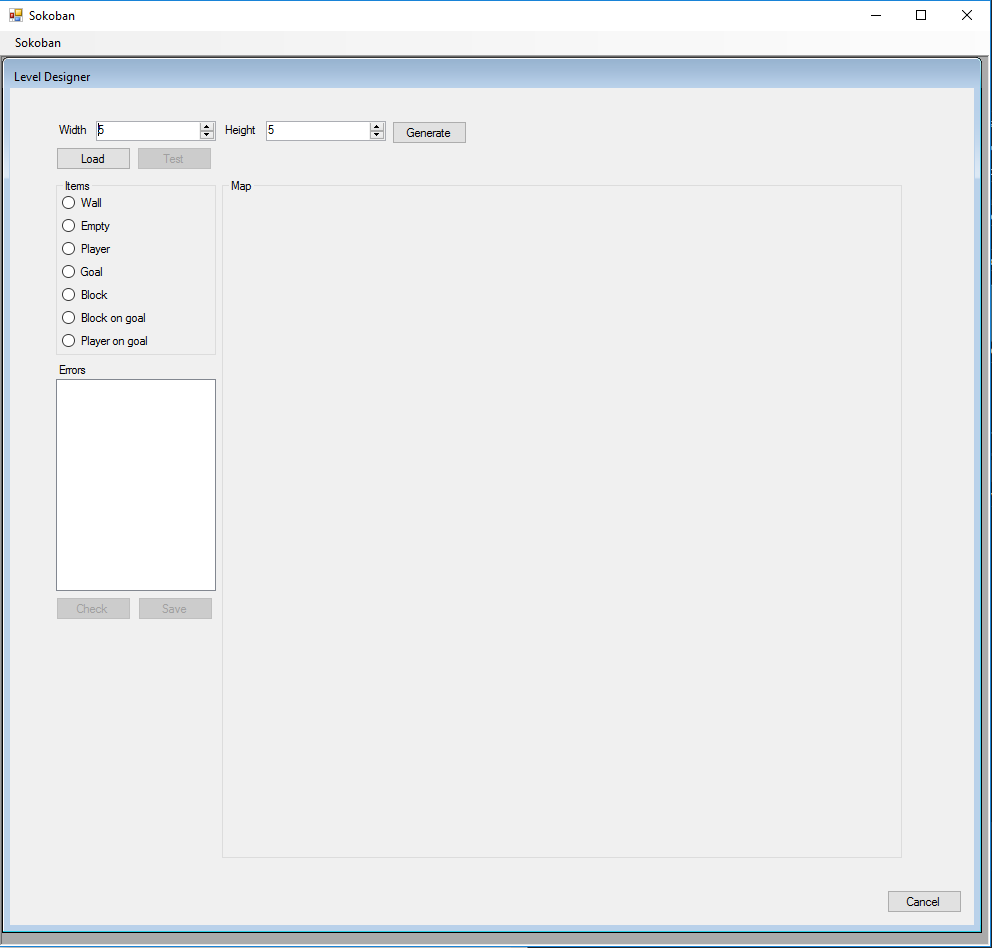 Sokoban
Sokoban
Level Designer
Width 5 Height 5 Generate
Load Test
Items
Map
Wall
Empty
Player
Goal
Block
Block on goal
Player on goal
Errors
Check Save
Cancel